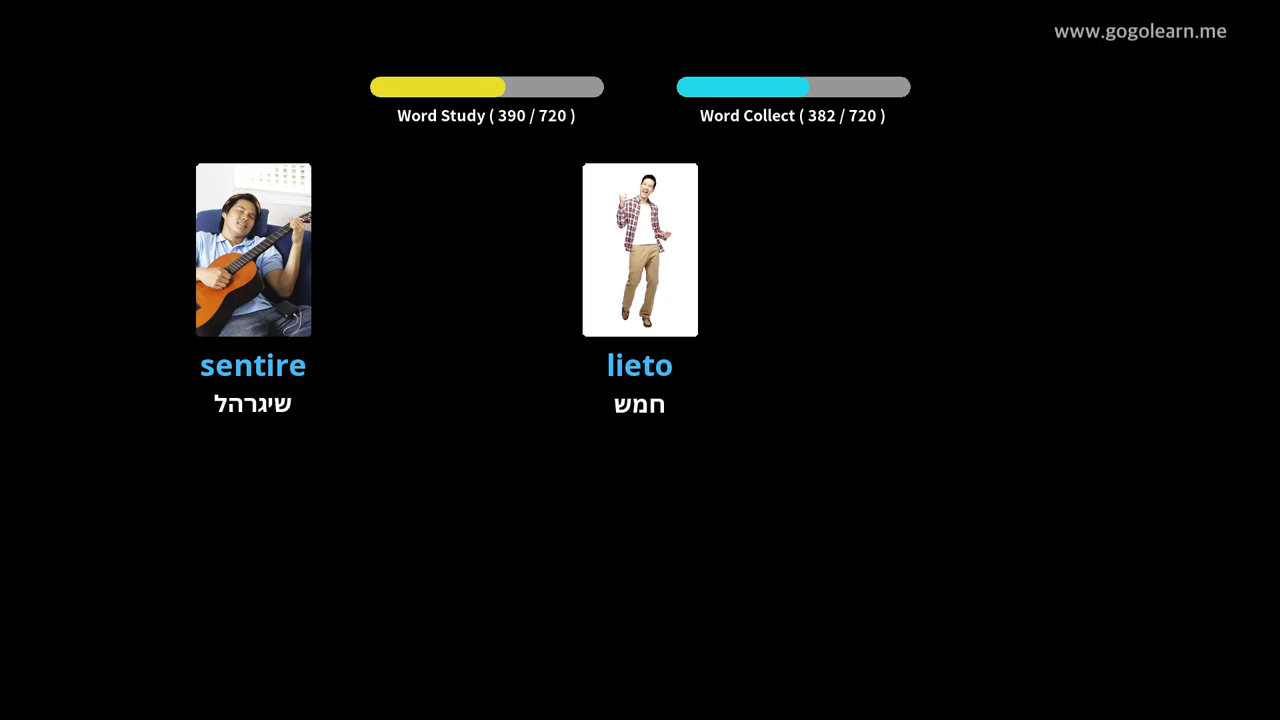 www.gogolearn.me
Word Study ( 390 / 720 )
Word Collect ( 382 / 720 )
sentire
שיגרהל
lieto
חמש